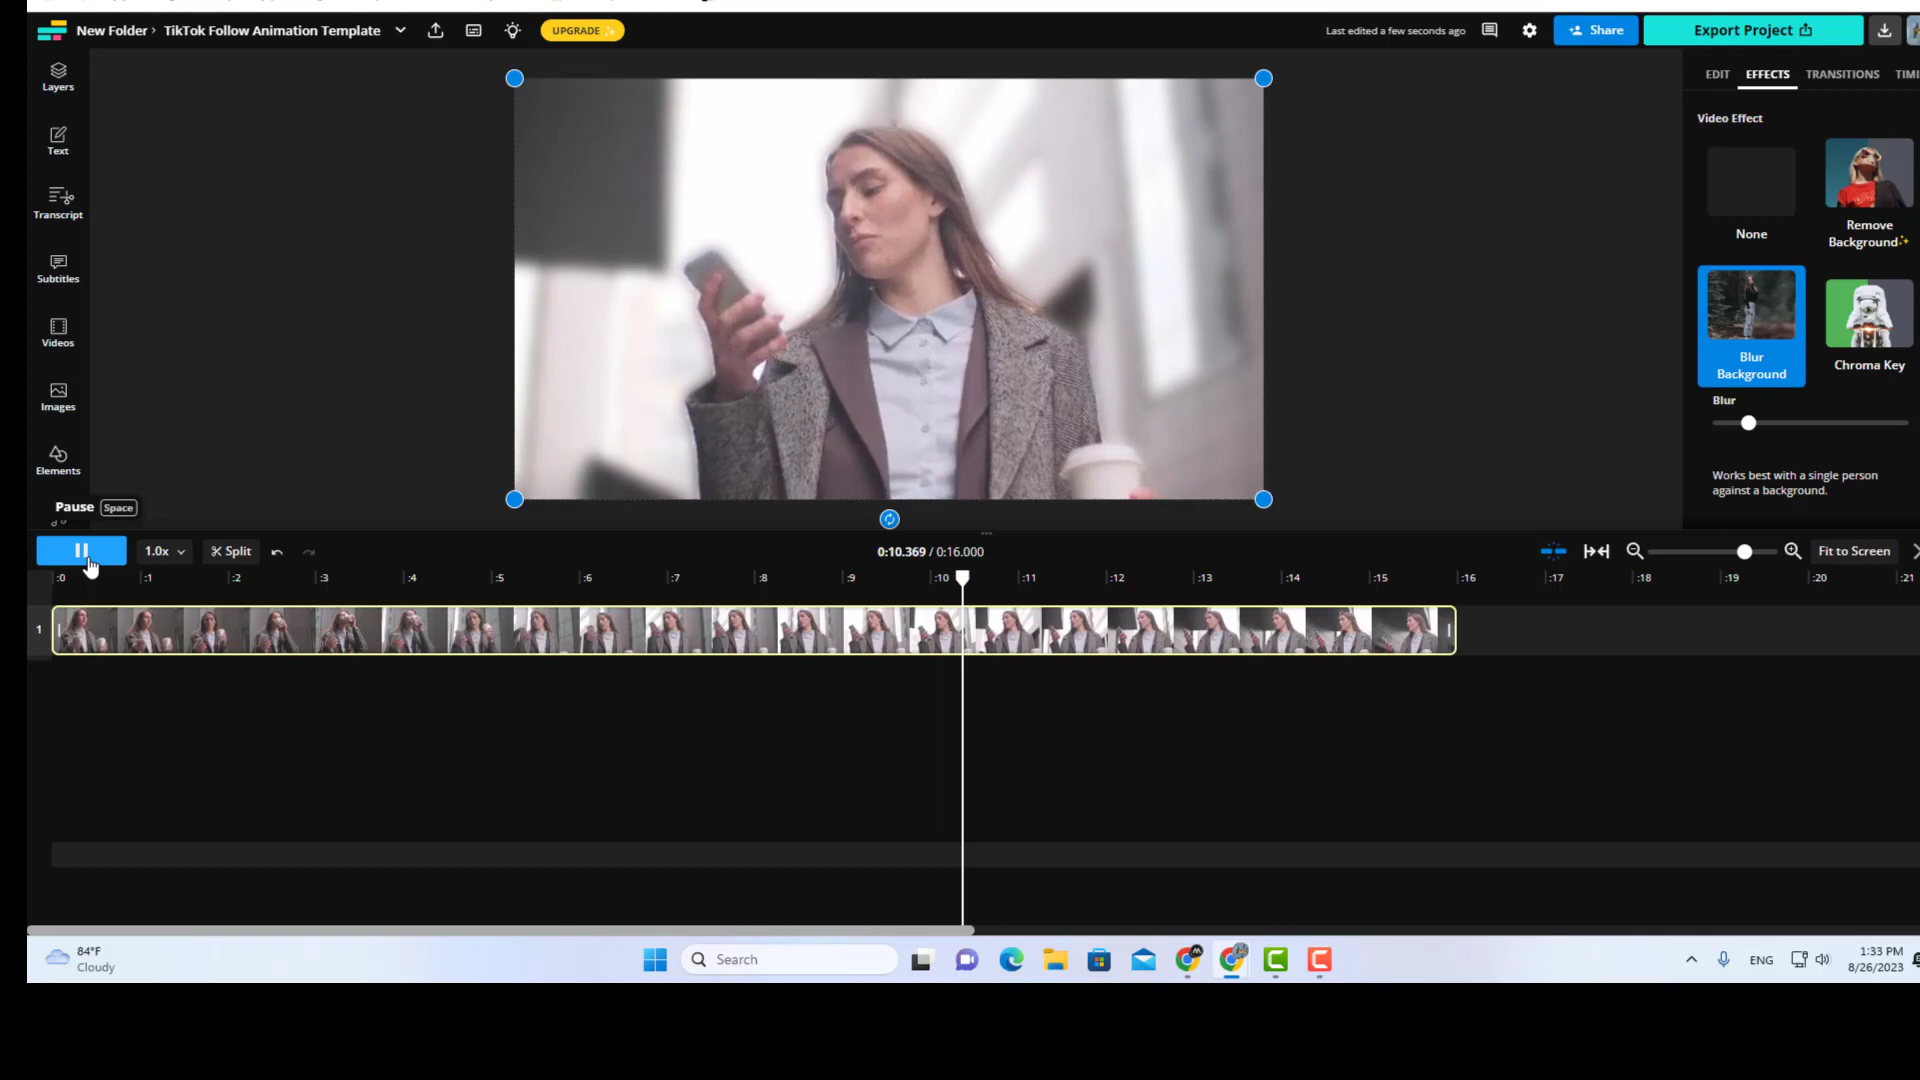 New Folder › TikTok Follow Animation Template
UPGRADE
Last edited a few seconds ago
Share
Export Project
Layers
Text
Transcript
Subtitles
Videos
Images
Elements
EDIT EFFECTS TRANSITIONS TIMI
Video Effect
None
Remove
Background
Blur
Background
Chroma Key
Blur
Works best with a single person
against a background.
Pause Space
1.0x
Split
0:10.369 / 0:16.000
Fit to Screen
:0 :1 :2 :3 :4 :5 :6 :7 :8 :9 :10 :11 :12 :13 :14 :15 :16 :17 :18 :19 :20 :21
1
84°F
Cloudy
Search
ENG
1:33 PM
8/26/2023